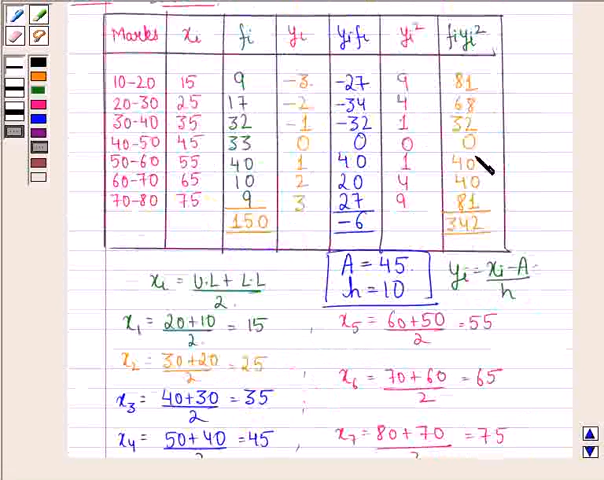 Marks xi fi yi yifi yi² fiyi²
10-20 15 9 -3 -27 9 81
20-30 25 17 -2 -34 4 68
30-40 35 32 -1 -32 1 32
40-50 45 33 0 0 0 0
50-60 55 40 1 40 1 40
60-70 65 10 2 20 4 40
70-80 75 9 3 27 9 81
150 -6 342
xi = U.L + L.L / 2
A = 45
h = 10
yi = xi - A / h
x1 = 20+10 / 2 = 15 , x5 = 60+50 / 2 = 55
x2 = 30+20 / 2 = 25
x6 = 70+60 / 2 = 65
x3 = 40+30 / 2 = 35
x4 = 50+40 / 2 = 45 , x7 = 80+70 / 2 = 75